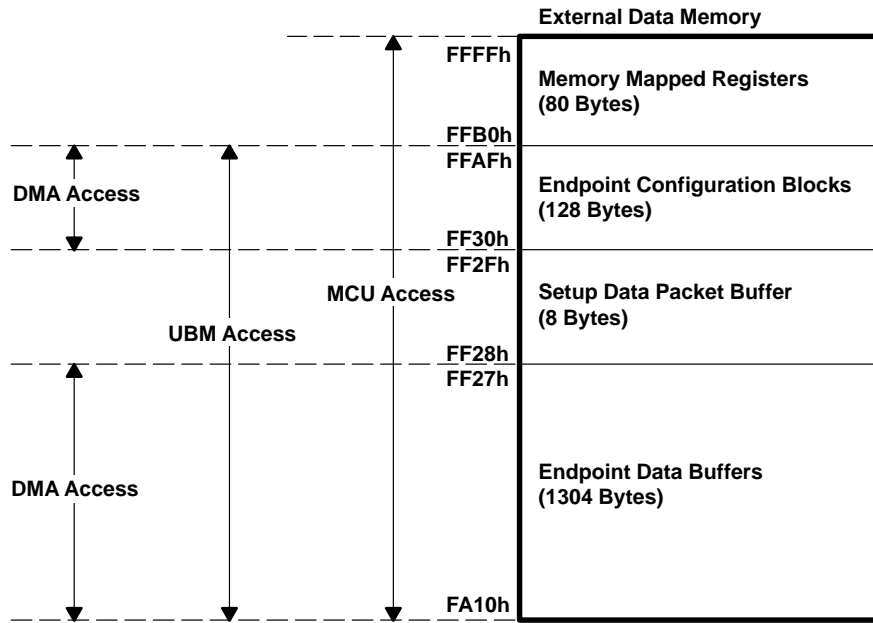 External Data Memory
FFFFh
Memory Mapped Registers
(80 Bytes)
FFB0h
FFAFh
DMA Access
Endpoint Configuration Blocks
(128 Bytes)
FF30h
FF2Fh
MCU Access
Setup Data Packet Buffer
(8 Bytes)
UBM Access
FF28h
FF27h
DMA Access
Endpoint Data Buffers
(1304 Bytes)
FA10h